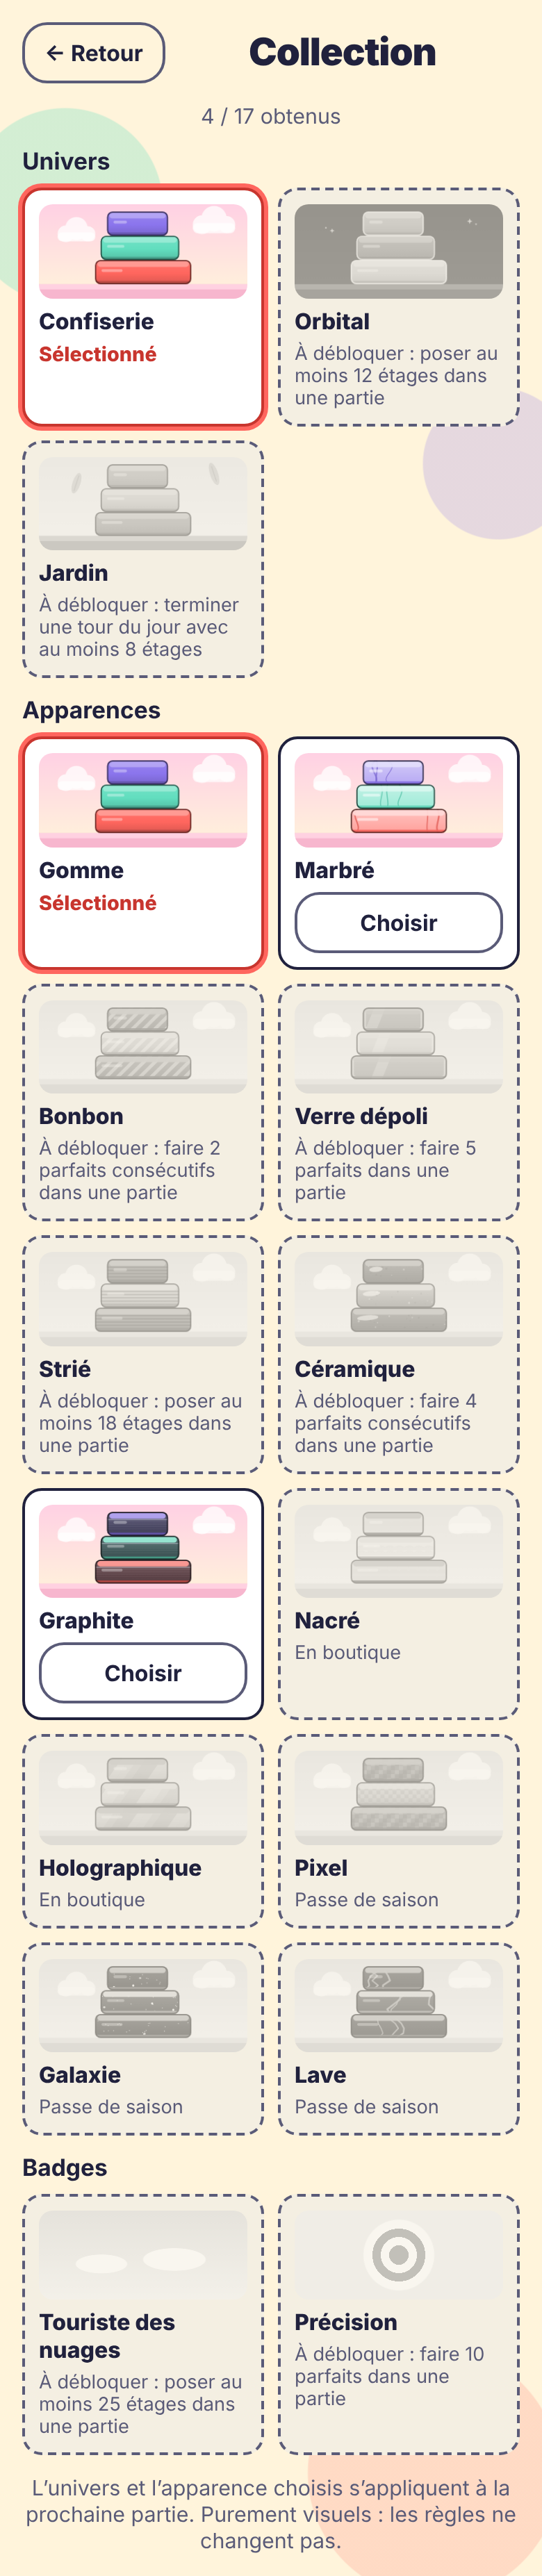 ← Retour
Collection
4 / 17 obtenus
Univers
Confiserie
Sélectionné
Orbital
À débloquer : poser au
moins 12 étages dans
une partie
Jardin
À débloquer : terminer
une tour du jour avec
au moins 8 étages
Apparences
Gomme
Sélectionné
Marbré
Choisir
Bonbon
À débloquer : faire 2
parfaits consécutifs
dans une partie
Verre dépoli
À débloquer : faire 5
parfaits dans une
partie
Strié
À débloquer : poser au
moins 18 étages dans
une partie
Céramique
À débloquer : faire 4
parfaits consécutifs
dans une partie
Graphite
Choisir
Nacré
En boutique
Holographique
En boutique
Pixel
Passe de saison
Galaxie
Passe de saison
Lave
Passe de saison
Badges
Touriste des
nuages
À débloquer : poser au
moins 25 étages dans
une partie
Précision
À débloquer : faire 10
parfaits dans une
partie
L’univers et l’apparence choisis s’appliquent à la
prochaine partie. Purement visuels : les règles ne
changent pas.